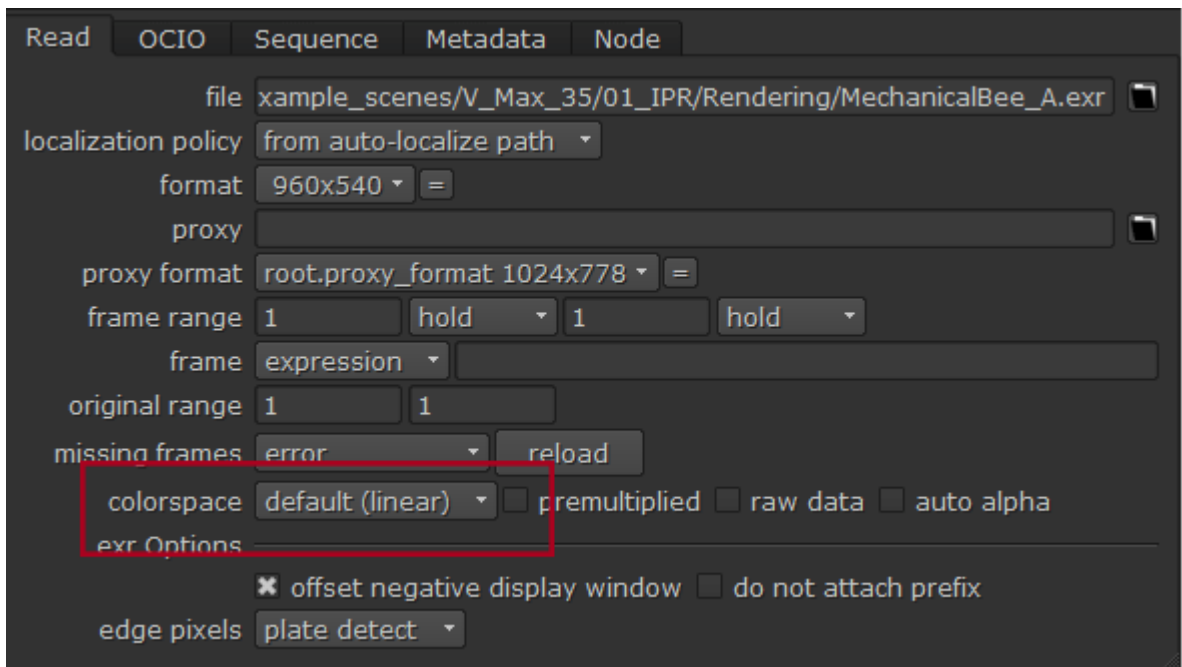 Read OCIO Sequence Metadata Node
file xample_scenes/V_Max_35/01_IPR/Rendering/MechanicalBee_A.exr
localization policy from auto-localize path
format 960x540 =
proxy
proxy format root.proxy_format 1024x778 =
frame range 1 hold 1 hold
frame expression
original range 1 1
missing frames error reload
colorspace default (linear) premultiplied raw data auto alpha
exr Options
offset negative display window do not attach prefix
edge pixels plate detect